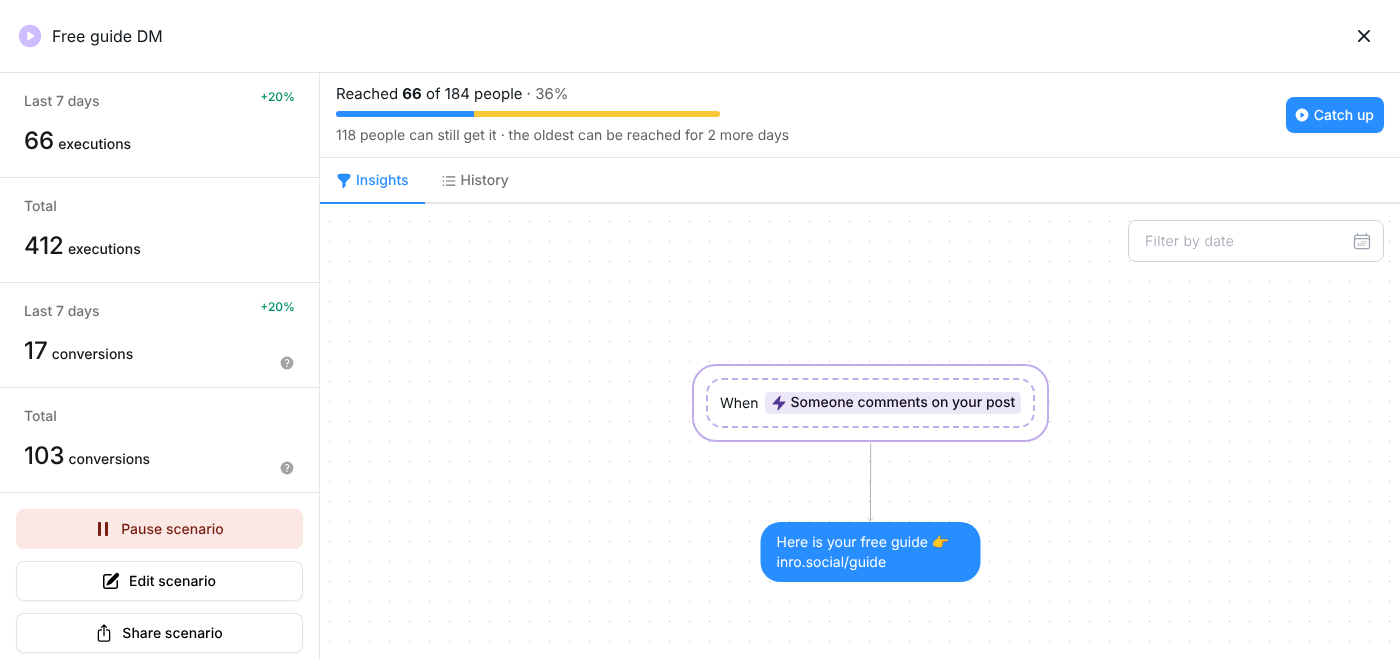 Free guide DM
Last 7 days
+20%
66 executions
Total
412 executions
Last 7 days
+20%
17 conversions
?
Total
103 conversions
?
Pause scenario
Edit scenario
Share scenario
Reached 66 of 184 people · 36%
118 people can still get it · the oldest can be reached for 2 more days
Catch up
Insights
History
Filter by date
When Someone comments on your post
Here is your free guide 👉
inro.social/guide